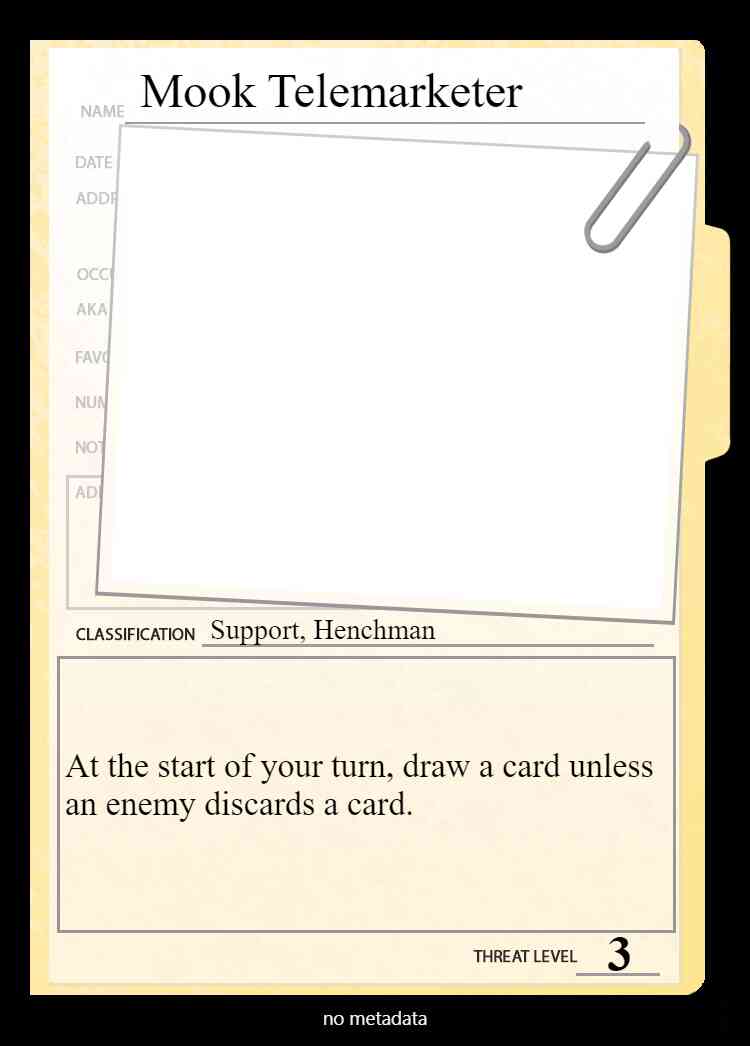 NAME Mook Telemarketer
DATE
ADDR
OCCU
AKA
FAVO
NUM
NOT
ADD
CLASSIFICATION Support, Henchman
At the start of your turn, draw a card unless
an enemy discards a card.
THREAT LEVEL 3
no metadata